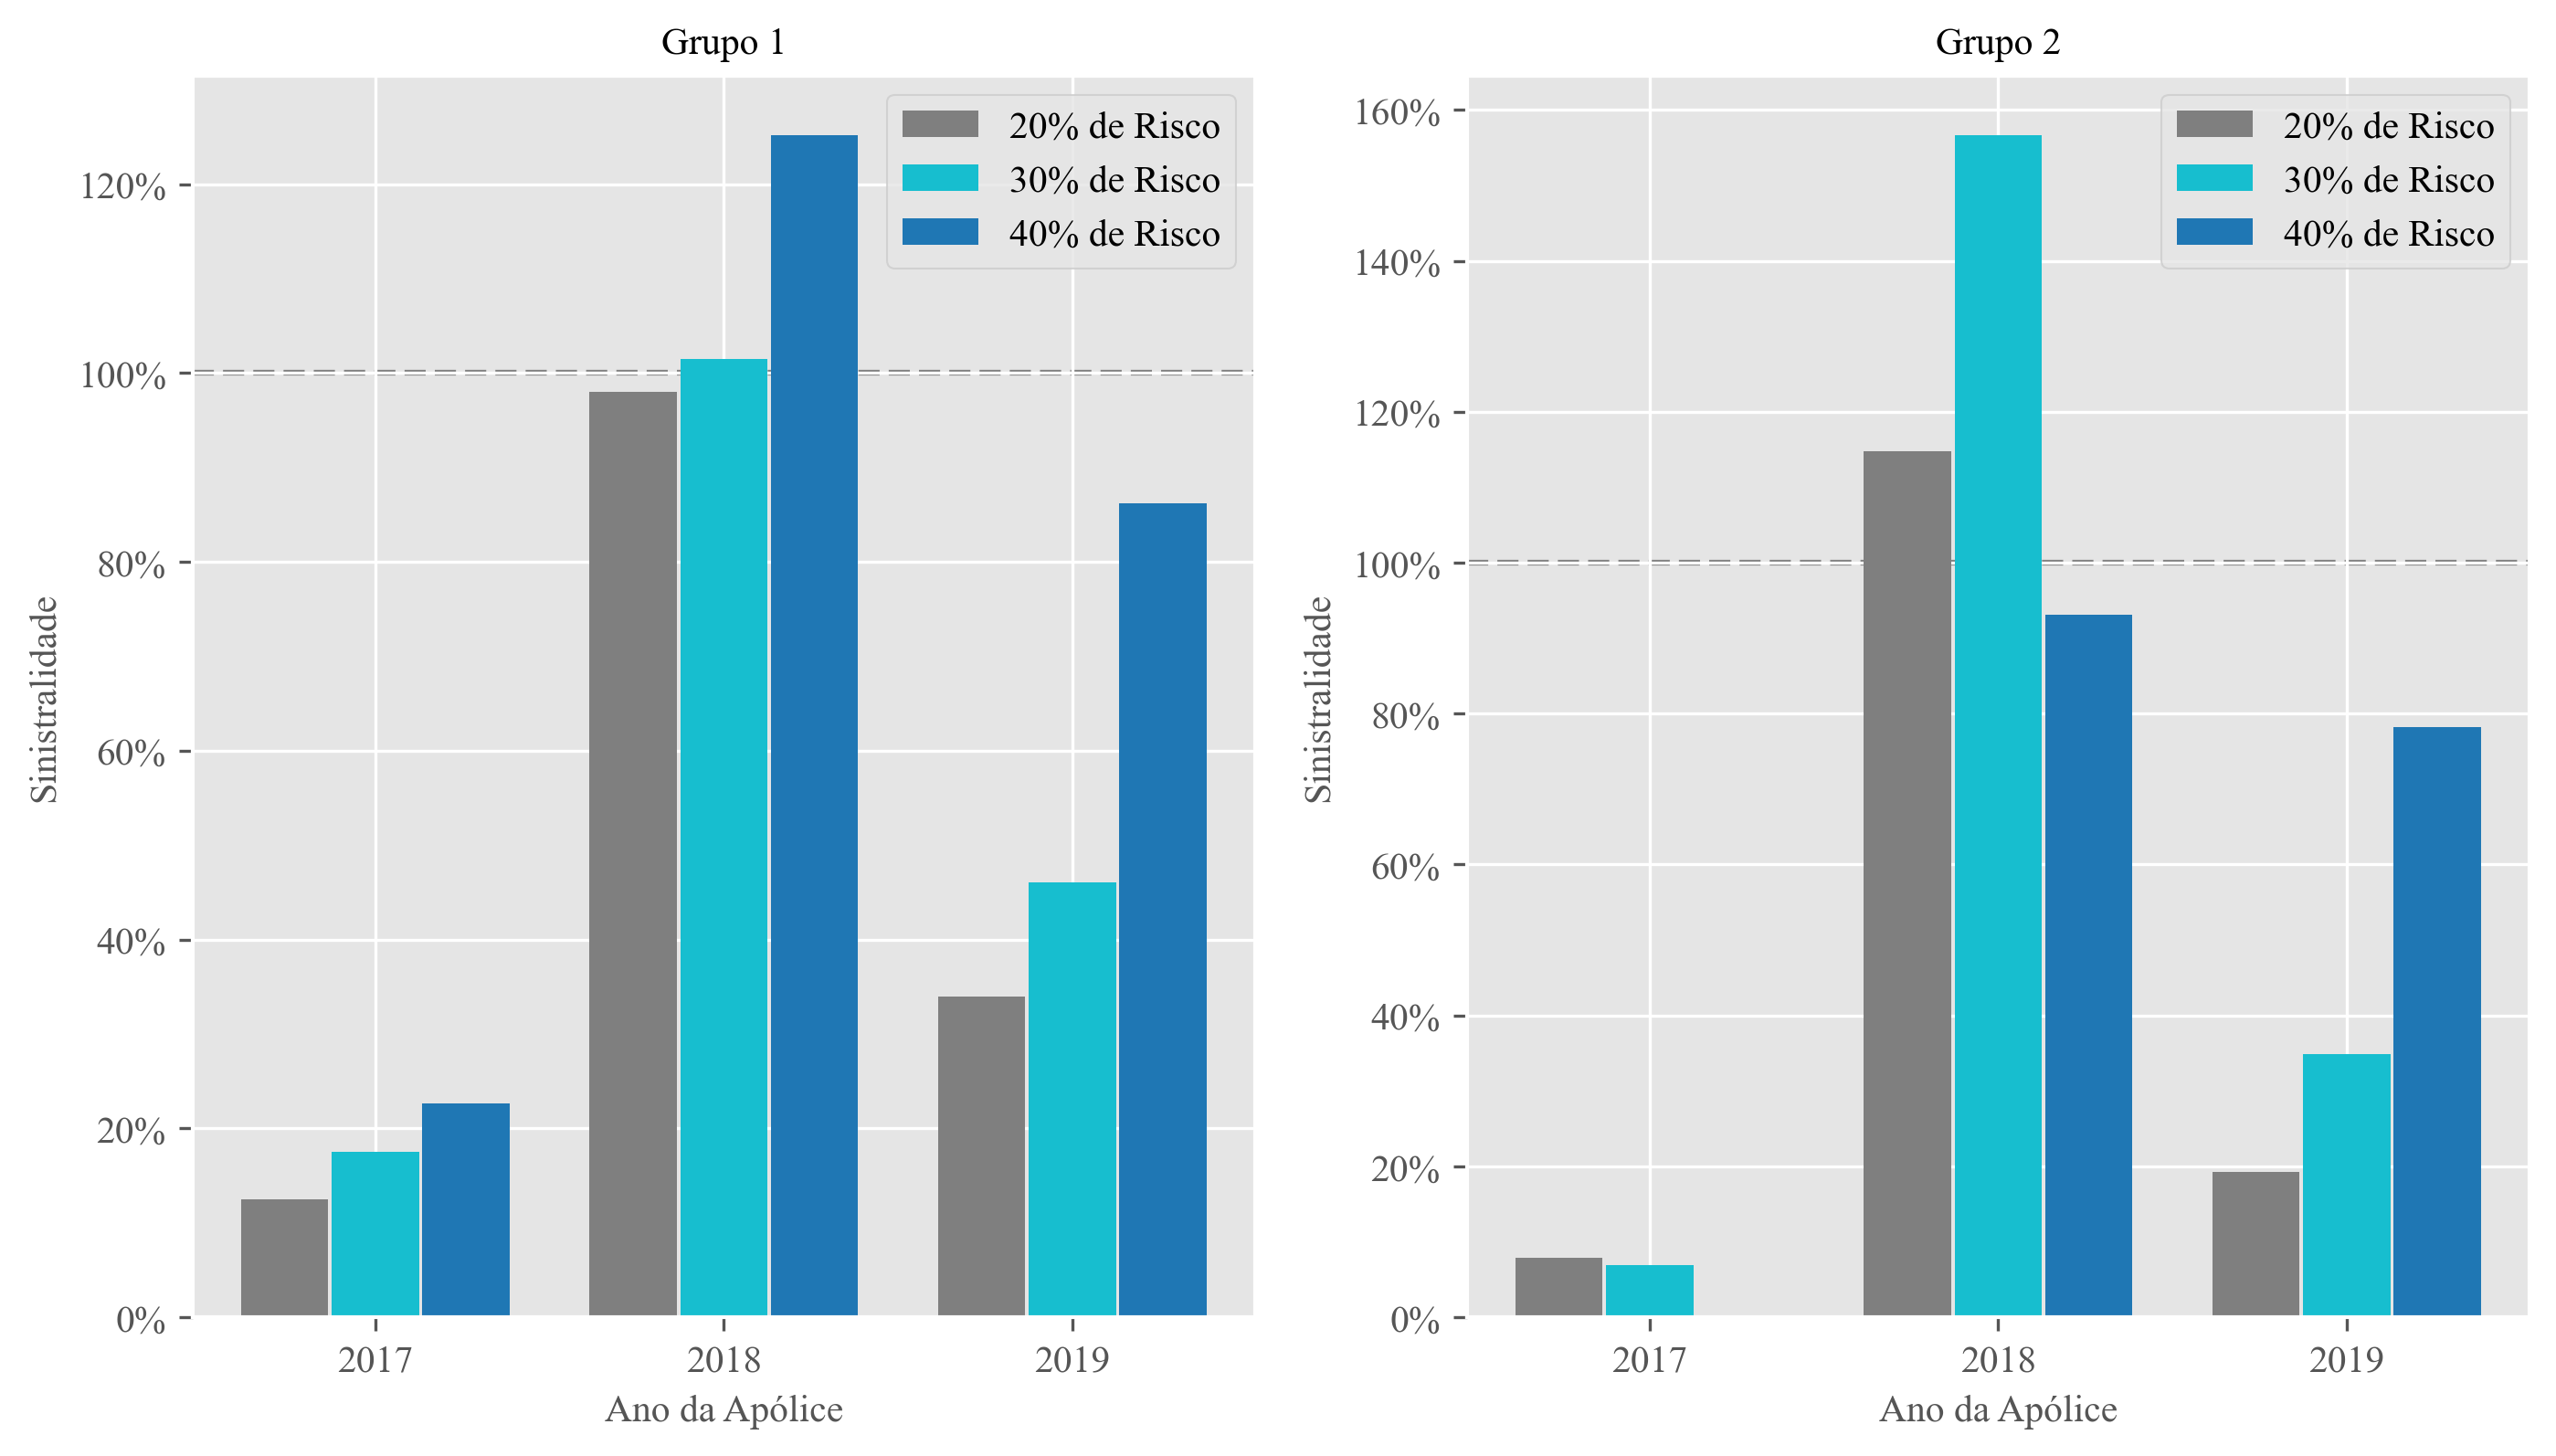 Grupo 1
20% de Risco
30% de Risco
40% de Risco
120%
100%
80%
60%
40%
20%
0%
Sinistralidade
2017
2018
2019
Ano da Apólice
Grupo 2
20% de Risco
30% de Risco
40% de Risco
160%
140%
120%
100%
80%
60%
40%
20%
0%
Sinistralidade
2017
2018
2019
Ano da Apólice